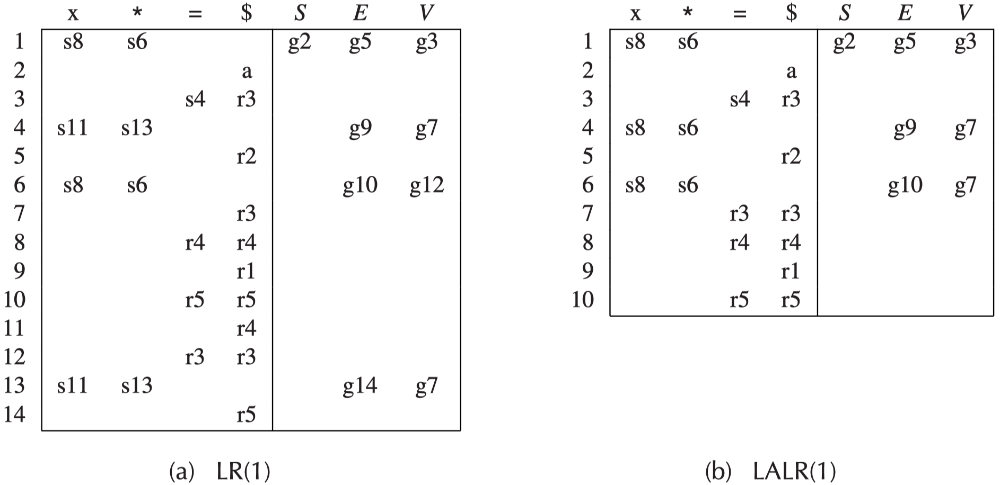 x * = $ S E V
1 s8 s6 g2 g5 g3
2 a
3 s4 r3
4 s11 s13 g9 g7
5 r2
6 s8 s6 g10 g12
7 r3
8 r4 r4
9 r1
10 r5 r5
11 r4
12 r3 r3
13 s11 s13 g14 g7
14 r5
(a) LR(1)
x * = $ S E V
1 s8 s6 g2 g5 g3
2 a
3 s4 r3
4 s8 s6 g9 g7
5 r2
6 s8 s6 g10 g7
7 r3 r3
8 r4 r4
9 r1
10 r5 r5
(b) LALR(1)